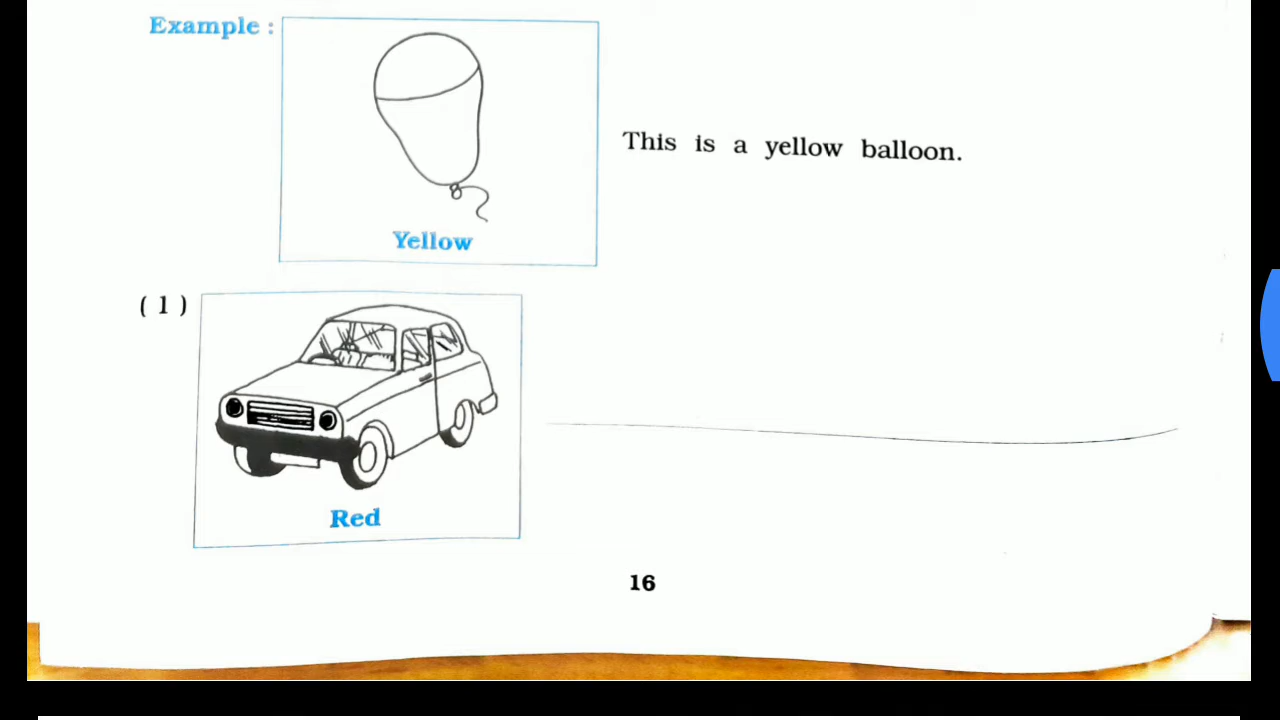 Example :
This is a yellow balloon.
Yellow
( 1 )
Red
16